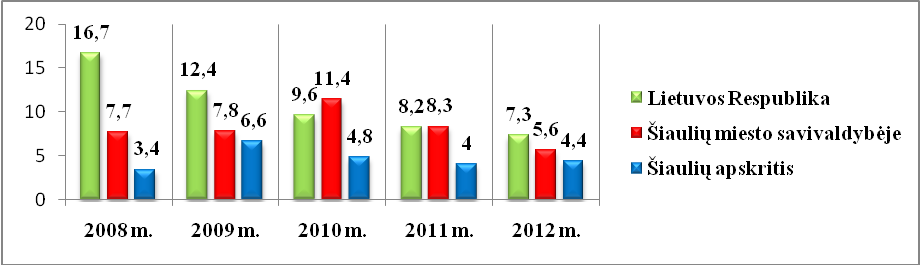 20
15
10
5
0
16,7
7,7
3,4
12,4
7,8
6,6
9,6
11,4
4,8
8,2
8,3
4
7,3
5,6
4,4
2008 m.
2009 m.
2010 m.
2011 m.
2012 m.
Lietuvos Respublika
Šiaulių miesto savivaldybėje
Šiaulių apskritis